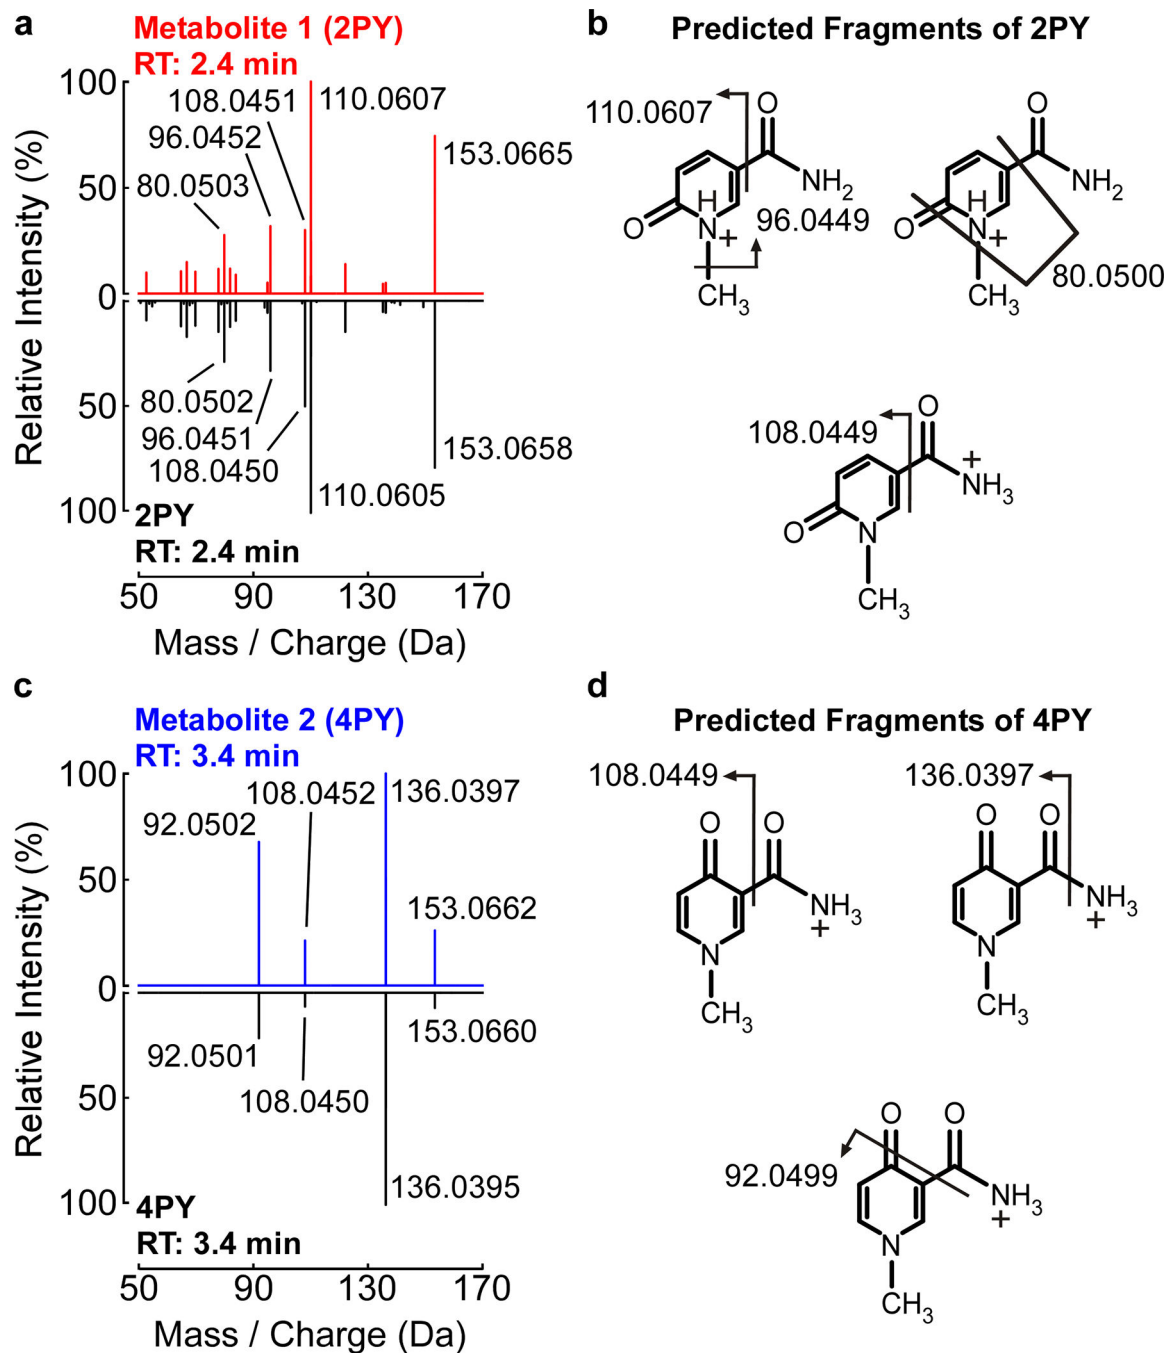 a
Metabolite 1 (2PY)
RT: 2.4 min
Relative Intensity (%)
100
50
0
108.0451
110.0607
96.0452
153.0665
80.0503
0
50
100
80.0502
96.0451
108.0450
153.0658
110.0605
2PY
RT: 2.4 min
50 90 130 170
Mass / Charge (Da)
b
Predicted Fragments of 2PY
110.0607
O
NH2
H
N
+
O
96.0449
CH3
O
NH2
H
N
+
O
80.0500
CH3
108.0449
O
+
NH3
O
N
CH3
c
Metabolite 2 (4PY)
RT: 3.4 min
Relative Intensity (%)
100
50
0
108.0452
136.0397
92.0502
153.0662
0
50
100
153.0660
92.0501
108.0450
136.0395
4PY
RT: 3.4 min
50 90 130 170
Mass / Charge (Da)
d
Predicted Fragments of 4PY
108.0449
O O
NH3
+
N
CH3
136.0397
O O
NH3
+
N
CH3
O O
92.0499
NH3
+
N
CH3